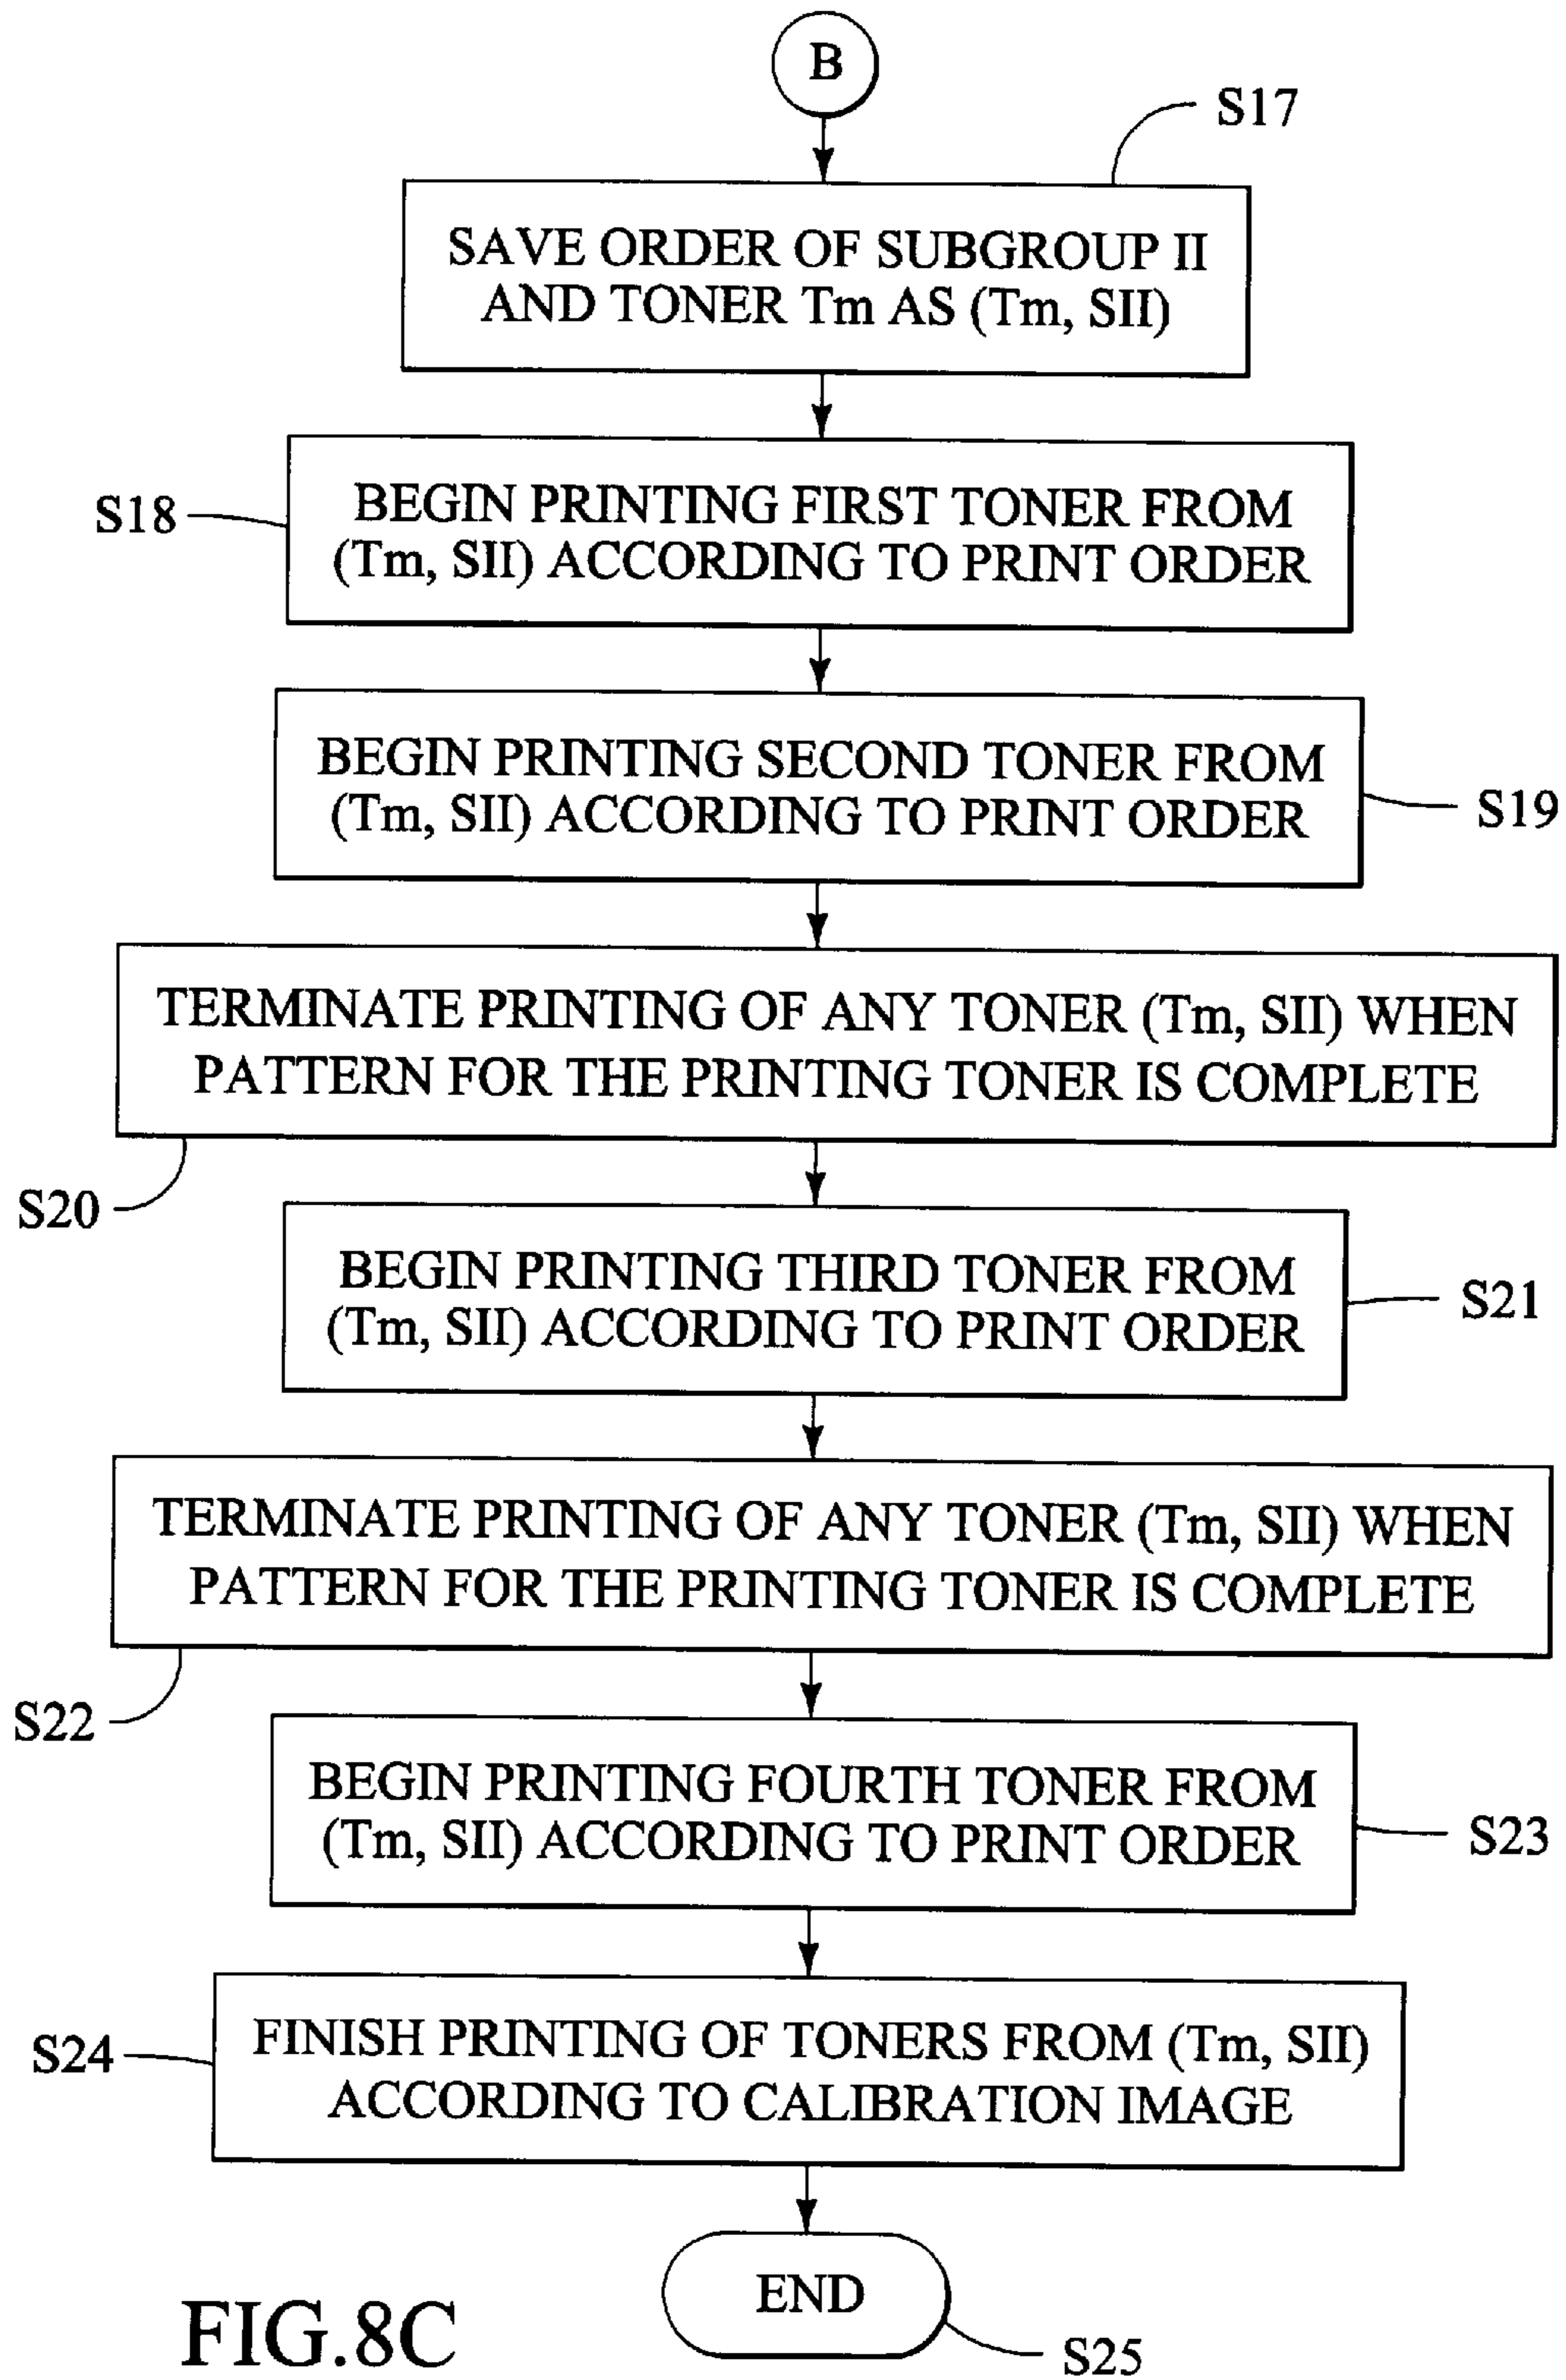 B
S17
SAVE ORDER OF SUBGROUP II
AND TONER Tm AS (Tm, SII)
S18
BEGIN PRINTING FIRST TONER FROM
(Tm, SII) ACCORDING TO PRINT ORDER
BEGIN PRINTING SECOND TONER FROM
(Tm, SII) ACCORDING TO PRINT ORDER
S19
TERMINATE PRINTING OF ANY TONER (Tm, SII) WHEN
PATTERN FOR THE PRINTING TONER IS COMPLETE
S20
BEGIN PRINTING THIRD TONER FROM
(Tm, SII) ACCORDING TO PRINT ORDER
S21
TERMINATE PRINTING OF ANY TONER (Tm, SII) WHEN
PATTERN FOR THE PRINTING TONER IS COMPLETE
S22
BEGIN PRINTING FOURTH TONER FROM
(Tm, SII) ACCORDING TO PRINT ORDER
S23
S24
FINISH PRINTING OF TONERS FROM (Tm, SII)
ACCORDING TO CALIBRATION IMAGE
END
S25
FIG.8C